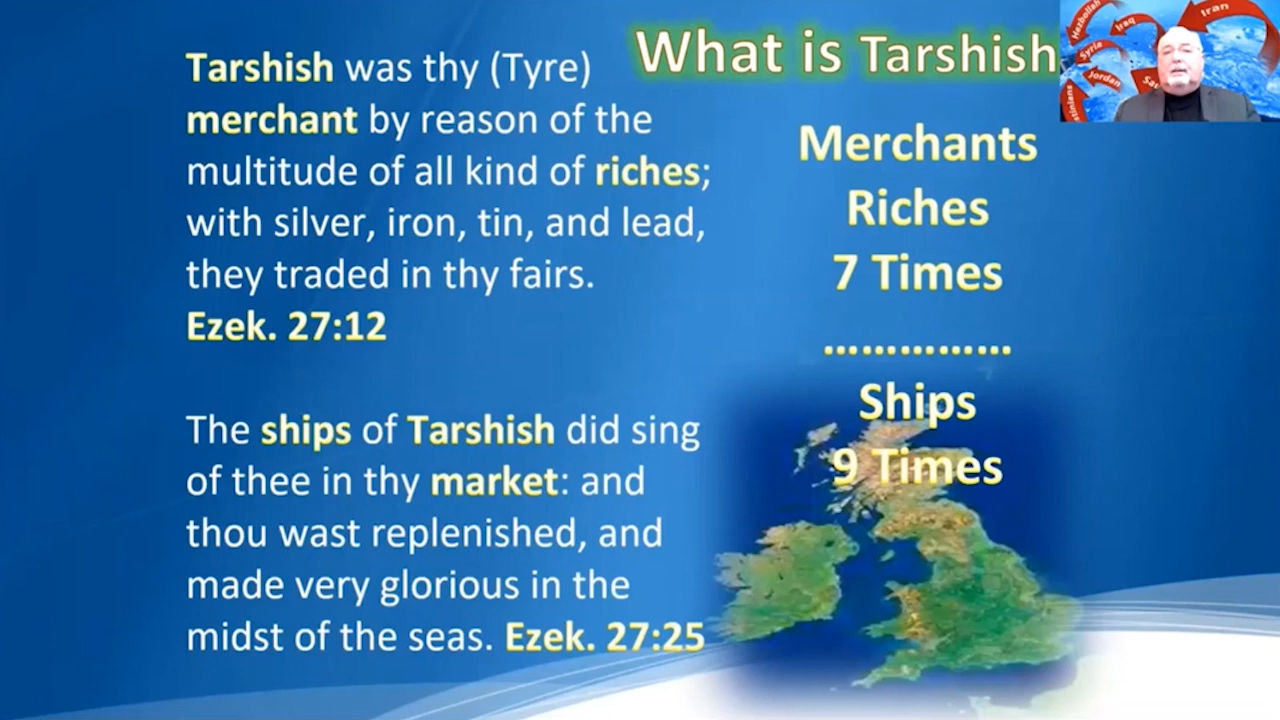 What is Tarshish
Tarshish was thy (Tyre)
merchant by reason of the
multitude of all kind of riches;
with silver, iron, tin, and lead,
they traded in thy fairs.
Ezek. 27:12
The ships of Tarshish did sing
of thee in thy market: and
thou wast replenished, and
made very glorious in the
midst of the seas. Ezek. 27:25
Merchants
Riches
7 Times
……………
Ships
9 Times
Hezbollah
Iraq
Iran
Syria
Jordan